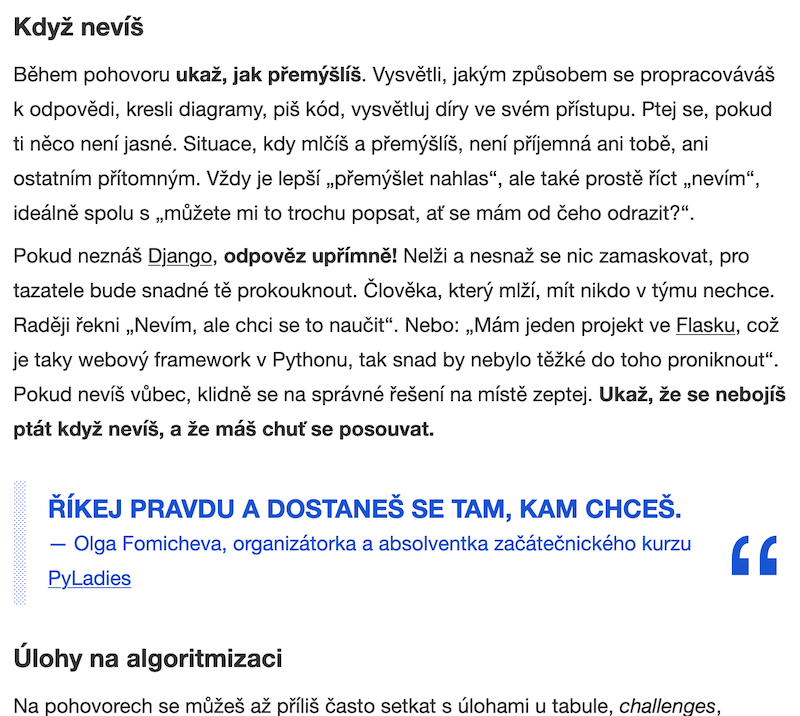 Když nevíš
Během pohovoru ukaž, jak přemýšlíš. Vysvětli, jakým způsobem se propracováváš
k odpovědi, kresli diagramy, piš kód, vysvětluj díry ve svém přístupu. Ptej se, pokud
ti něco není jasné. Situace, kdy mlčíš a přemýšlíš, není příjemná ani tobě, ani
ostatním přítomným. Vždy je lepší „přemýšlet nahlas“, ale také prostě říct „nevím“,
ideálně spolu s „můžete mi to trochu popsat, ať se mám od čeho odrazit?“.
Pokud neznáš Django, odpověz upřímně! Nelži a nesnaž se nic zamaskovat, pro
tazatele bude snadné tě prokouknout. Člověka, který mlží, mít nikdo v týmu nechce.
Raději řekni „Nevím, ale chci se to naučit“. Nebo: „Mám jeden projekt ve Flasku, což
je taky webový framework v Pythonu, tak snad by nebylo těžké do toho proniknout“.
Pokud nevíš vůbec, klidně se na správné řešení na místě zeptej. Ukaž, že se nebojíš
ptát když nevíš, a že máš chuť se posouvat.
ŘÍKEJ PRAVDU A DOSTANEŠ SE TAM, KAM CHCEŠ.
— Olga Fomicheva, organizátorka a absolventka začátečnického kurzu
PyLadies
“
Úlohy na algoritmizaci
Na pohovorech se můžeš až příliš často setkat s úlohami u tabule, challenges,